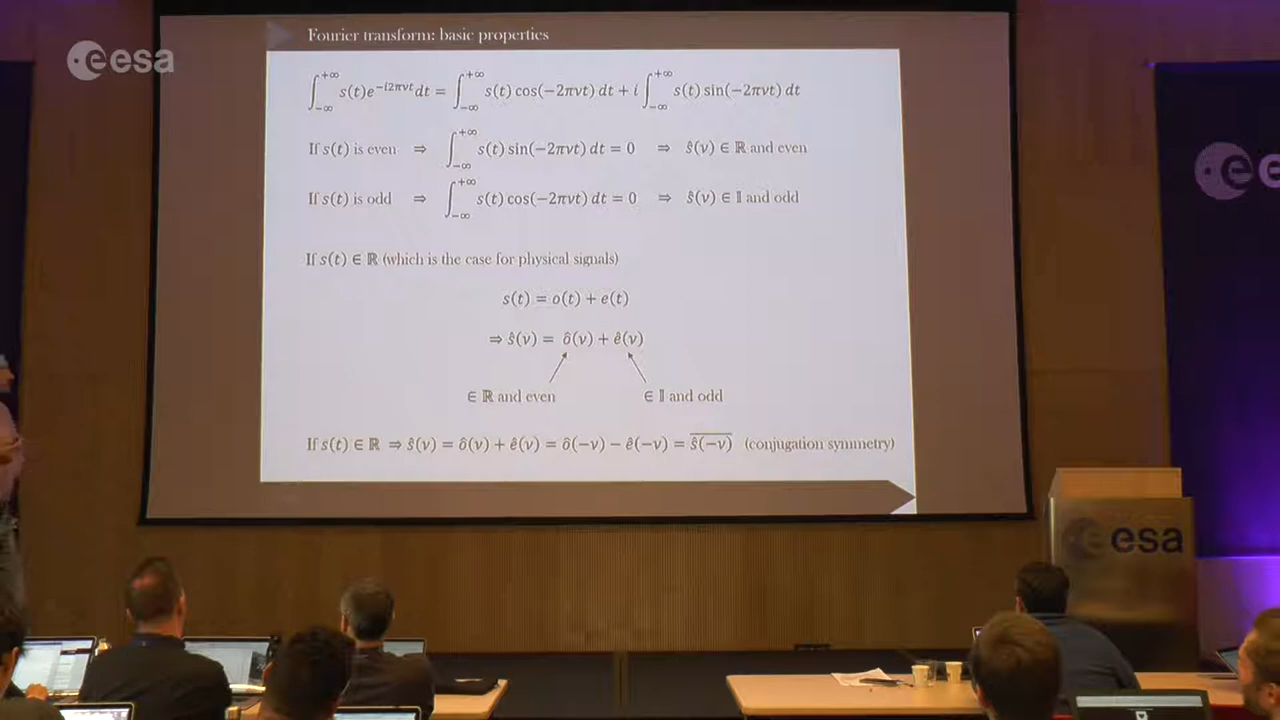 esa
Fourier transform: basic properties
∫_{−∞}^{+∞} s(t)e^{−i2πνt}dt = ∫_{−∞}^{+∞} s(t) cos(−2πνt) dt + i ∫_{−∞}^{+∞} s(t) sin(−2πνt) dt
If s(t) is even ⇒ ∫_{−∞}^{+∞} s(t) sin(−2πνt) dt = 0 ⇒ ŝ(ν) ∈ ℝ and even
If s(t) is odd ⇒ ∫_{−∞}^{+∞} s(t) cos(−2πνt) dt = 0 ⇒ ŝ(ν) ∈ 𝕀 and odd
If s(t) ∈ ℝ (which is the case for physical signals)
s(t) = o(t) + e(t)
⇒ ŝ(ν) = ô(ν) + ê(ν)
∈ ℝ and even ∈ 𝕀 and odd
If s(t) ∈ ℝ ⇒ ŝ(ν) = ô(ν) + ê(ν) = ô(−ν) − ê(−ν) = \overline{ŝ(−ν)} (conjugation symmetry)
esa